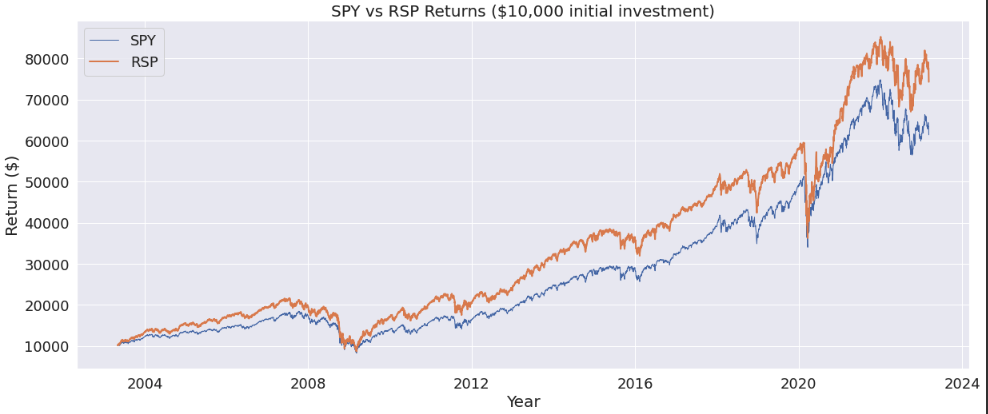 SPY vs RSP Returns ($10,000 initial investment)
SPY
RSP
80000
70000
60000
50000
40000
30000
20000
10000
Return ($)
2004 2008 2012 2016 2020 2024
Year